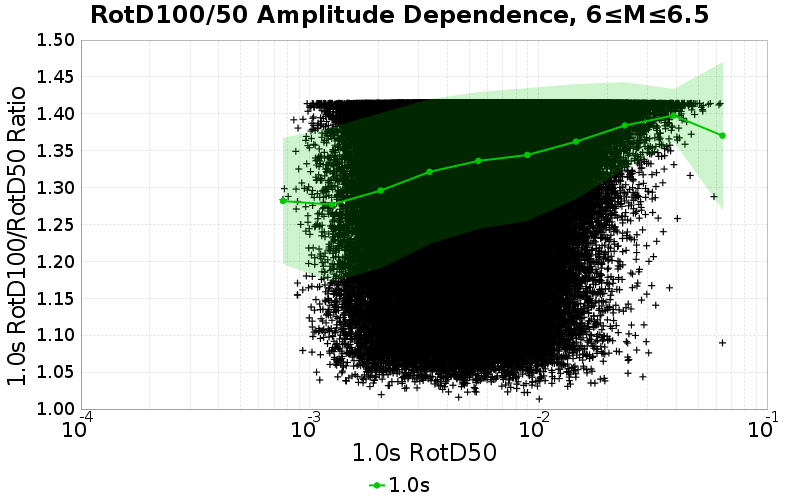 RotD100/50 Amplitude Dependence, 6≤M≤6.5
1.0s RotD100/RotD50 Ratio
1.50
1.45
1.40
1.35
1.30
1.25
1.20
1.15
1.10
1.05
1.00
10^-4 10^-3 10^-2 10^-1
1.0s RotD50
1.0s